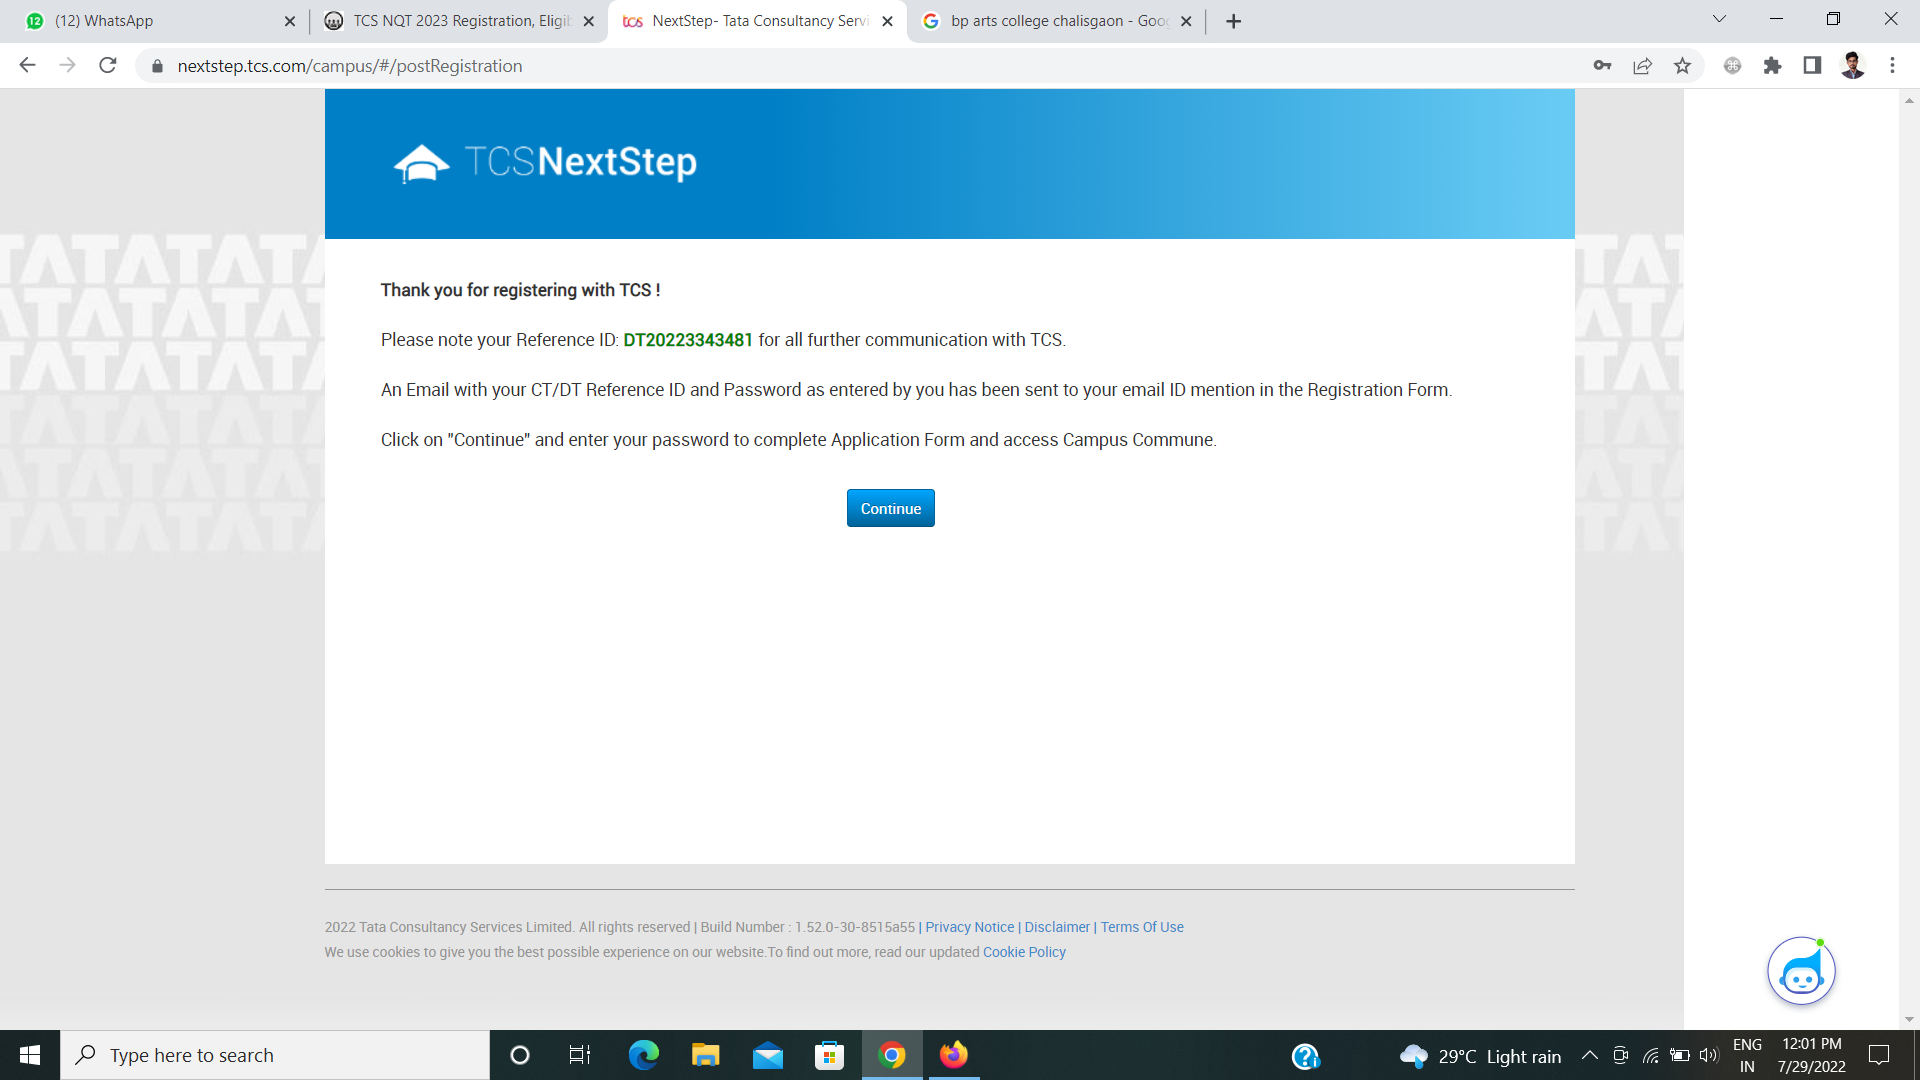 12
(12) WhatsApp
TCS NQT 2023 Registration, Eligib
tcs
NextStep- Tata Consultancy Servi
bp arts college chalisgaon - Goog
nextstep.tcs.com/campus/#/postRegistration
TCSNextStep
Thank you for registering with TCS !
Please note your Reference ID: DT20223343481 for all further communication with TCS.
An Email with your CT/DT Reference ID and Password as entered by you has been sent to your email ID mention in the Registration Form.
Click on "Continue" and enter your password to complete Application Form and access Campus Commune.
Continue
2022 Tata Consultancy Services Limited. All rights reserved | Build Number : 1.52.0-30-8515a55 | Privacy Notice | Disclaimer | Terms Of Use
We use cookies to give you the best possible experience on our website.To find out more, read our updated Cookie Policy
Type here to search
29°C Light rain
ENG
IN
12:01 PM
7/29/2022